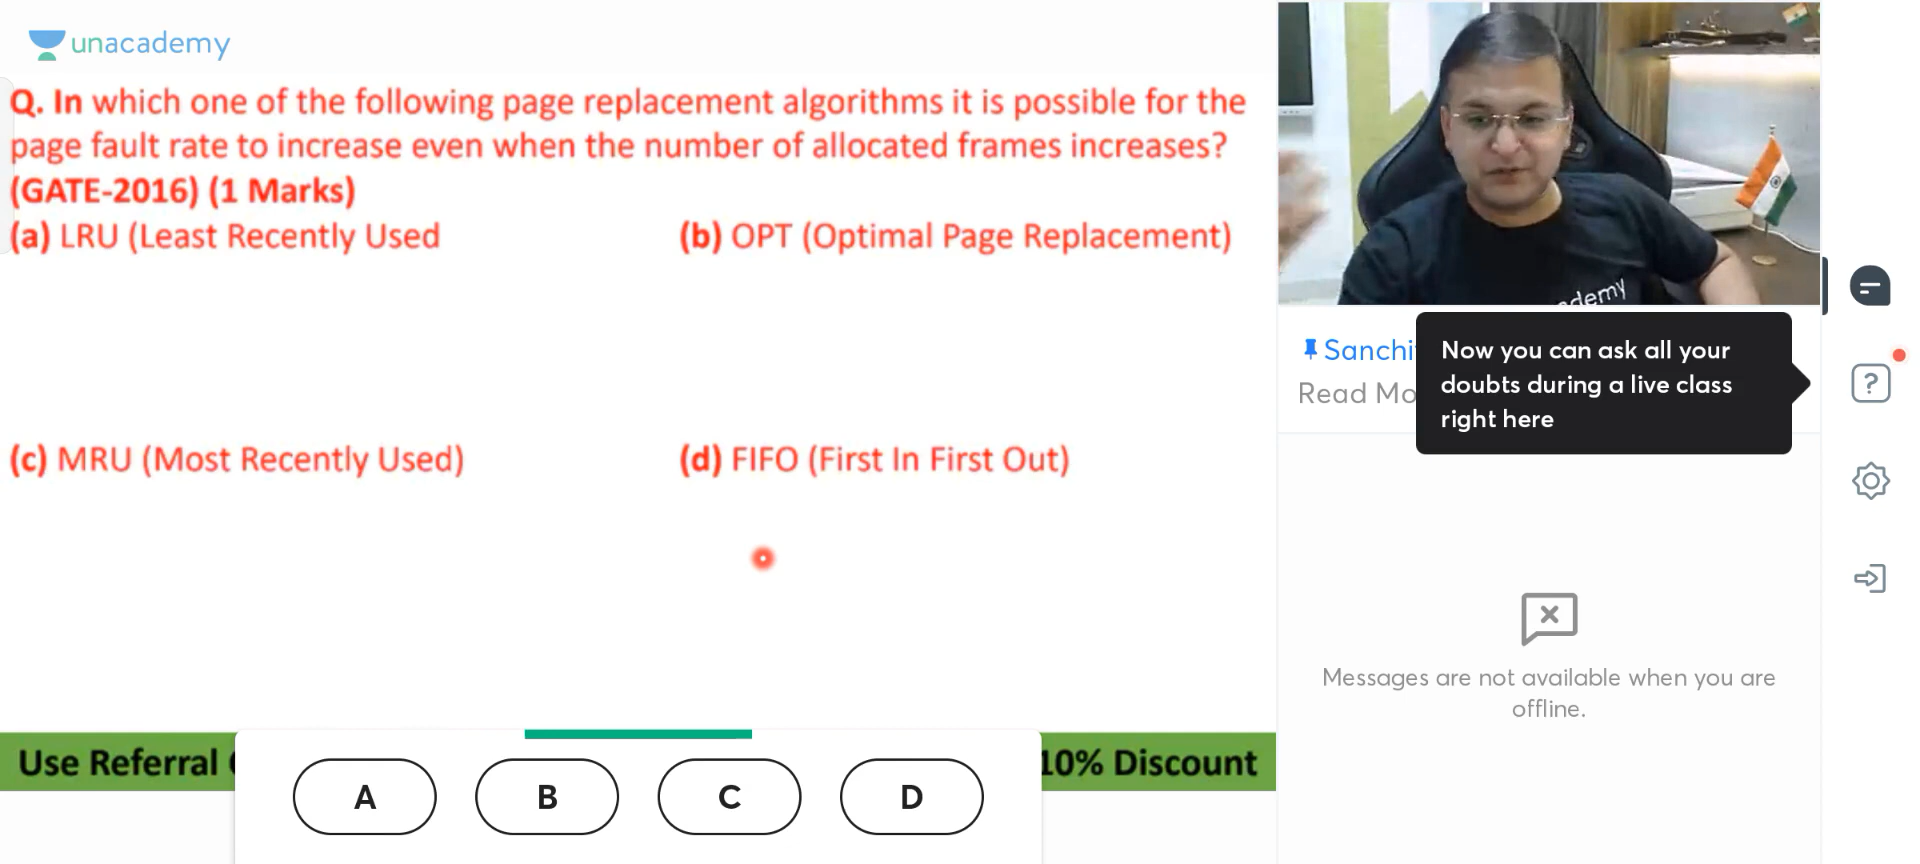 unacademy
Q. In which one of the following page replacement algorithms it is possible for the
page fault rate to increase even when the number of allocated frames increases?
(GATE-2016) (1 Marks)
(a) LRU (Least Recently Used
(b) OPT (Optimal Page Replacement)
(c) MRU (Most Recently Used)
(d) FIFO (First In First Out)
Use Referral
10% Discount
A
B
C
D
demy
Sanchi
Read Mo
Now you can ask all your
doubts during a live class
right here
?
Messages are not available when you are
offline.